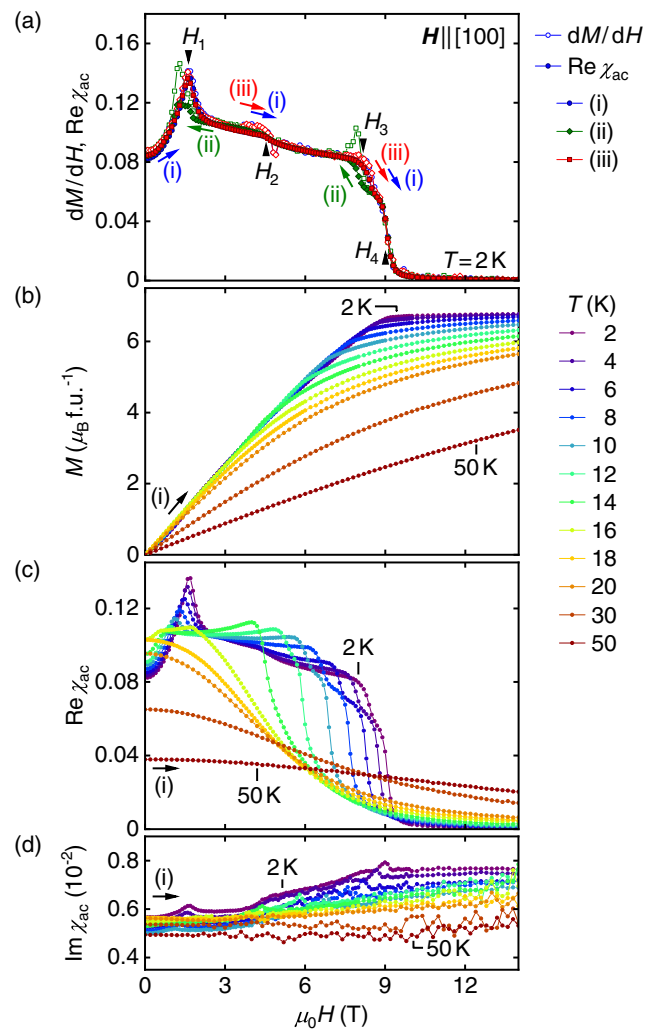 (a)
0.16
0.12
0.08
0.04
0
dM/dH, Re χac
H1
H || [100]
(iii)
(i)
(ii)
(i)
H2
H3
(iii)
(i)
(ii)
H4
T = 2 K
dM/dH
Re χac
(i)
(ii)
(iii)
(b)
6
4
2
0
M (μB f.u.-1)
2 K
50 K
(i)
T (K)
2
4
6
8
10
12
14
16
18
20
30
50
(c)
0.12
0.08
0.04
0
Re χac
2 K
50 K
(i)
(d)
0.8
0.6
0.4
Im χac (10-2)
(i)
2 K
50 K
0
3
6
9
12
μ0H (T)